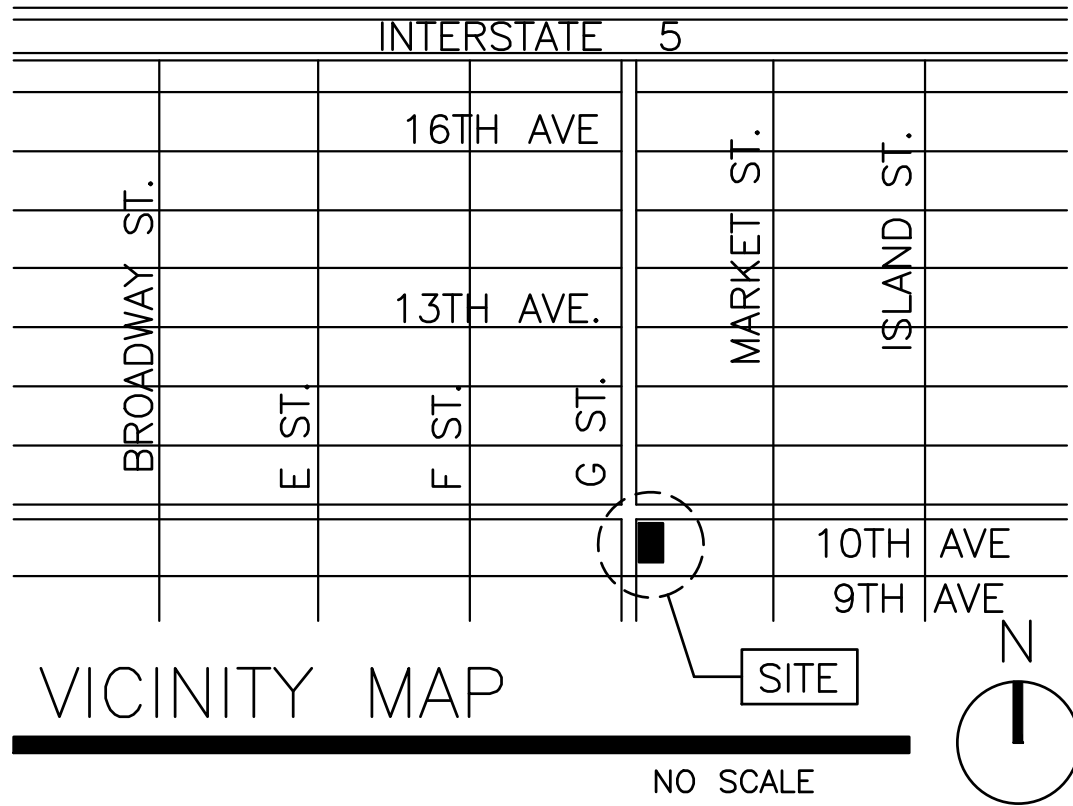 INTERSTATE 5
16TH AVE
BROADWAY ST.
MARKET ST.
ISLAND ST.
13TH AVE.
E ST.
F ST.
G ST.
10TH AVE
9TH AVE
N
SITE
VICINITY MAP
NO SCALE